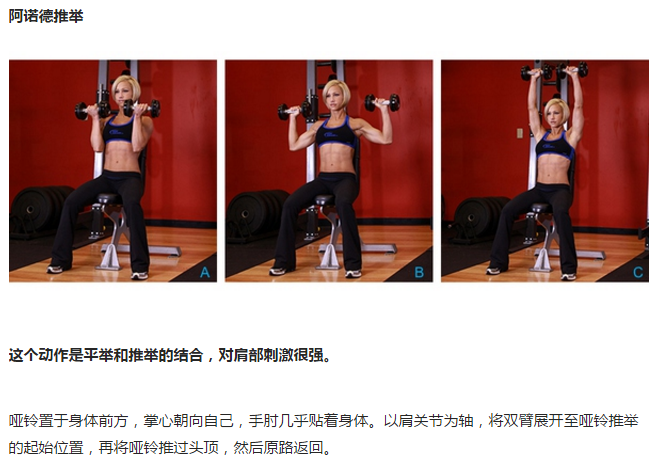 阿诺德推举
A
B
C
这个动作是平举和推举的结合，对肩部刺激很强。
哑铃置于身体前方，掌心朝向自己，手肘几乎贴着身体。以肩关节为轴，将双臂展开至哑铃推举
的起始位置，再将哑铃推过头顶，然后原路返回。